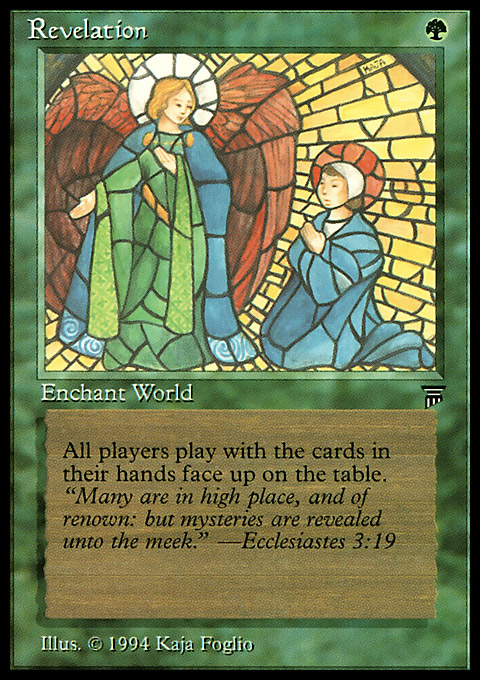 Revelation
KAJA
Enchant World
All players play with the cards in
their hands face up on the table.
“Many are in high place, and of
renown: but mysteries are revealed
unto the meek.” —Ecclesiastes 3:19
Illus. © 1994 Kaja Foglio